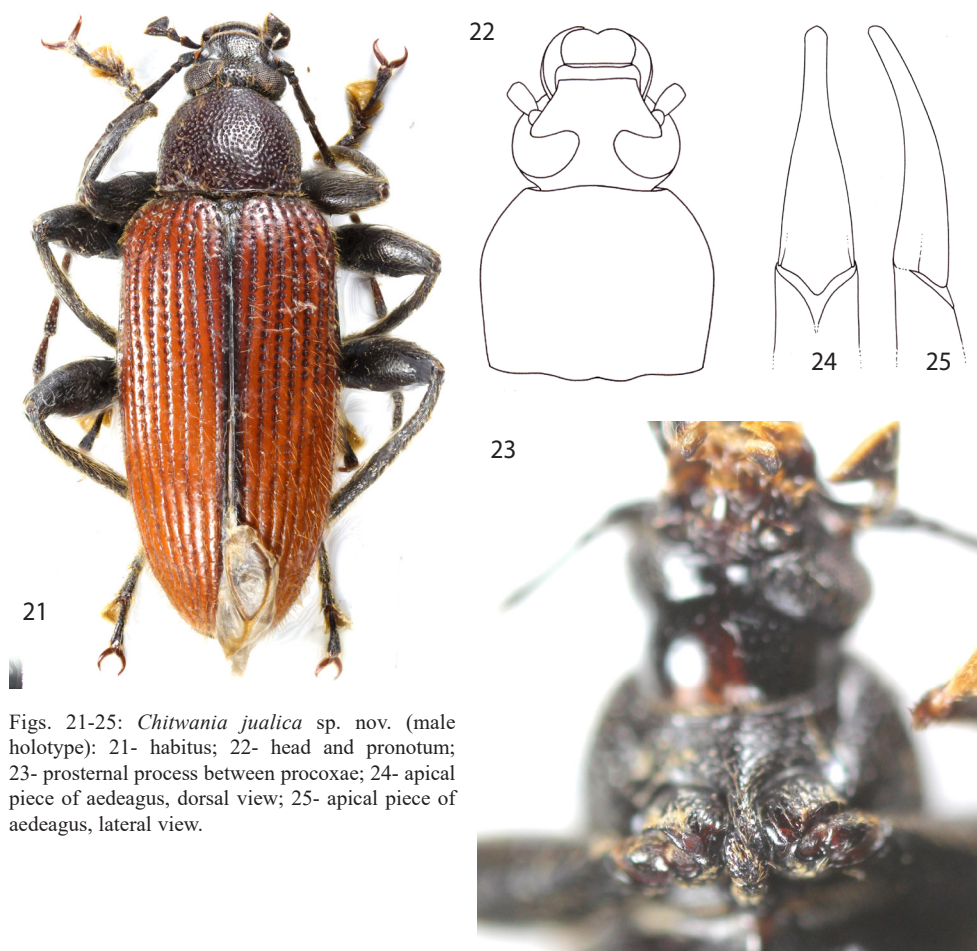 22
24
25
23
21
Figs. 21-25: Chitwania jualica sp. nov. (male
holotype): 21- habitus; 22- head and pronotum;
23- prosternal process between procoxae; 24- apical
piece of aedeagus, dorsal view; 25- apical piece of
aedeagus, lateral view.